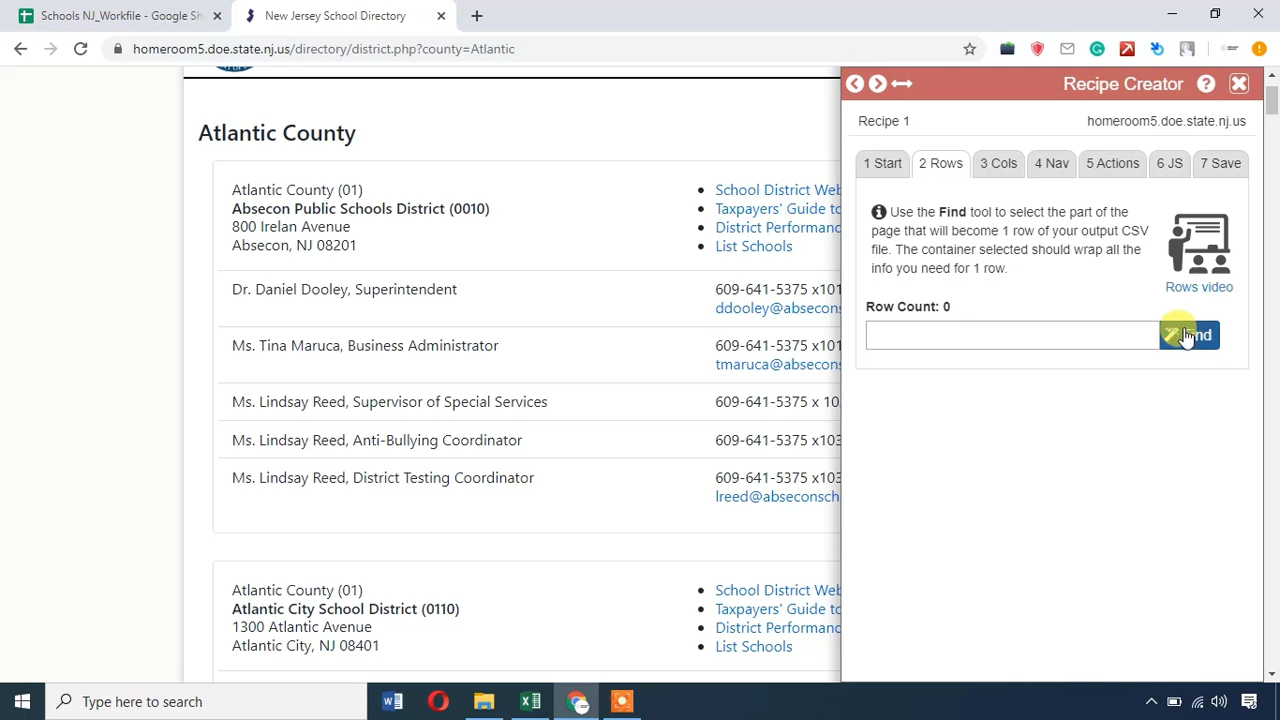 Schools NJ_Workfile - Google Sh
New Jersey School Directory
homeroom5.doe.state.nj.us/directory/district.php?county=Atlantic
Recipe Creator
Recipe 1
homeroom5.doe.state.nj.us
1 Start
2 Rows
3 Cols
4 Nav
5 Actions
6 JS
7 Save
Use the Find tool to select the part of the
page that will become 1 row of your output CSV
file. The container selected should wrap all the
info you need for 1 row.
Rows video
Row Count: 0
Atlantic County
Atlantic County (01)
Absecon Public Schools District (0010)
800 Irelan Avenue
Absecon, NJ 08201
School District Web
Taxpayers' Guide to
District Performanc
List Schools
Dr. Daniel Dooley, Superintendent
609-641-5375 x101
ddooley@absecons
Ms. Tina Maruca, Business Administrator
609-641-5375 x101
tmaruca@absecons
Ms. Lindsay Reed, Supervisor of Special Services
609-641-5375 x 10
Ms. Lindsay Reed, Anti-Bullying Coordinator
609-641-5375 x103
Ms. Lindsay Reed, District Testing Coordinator
609-641-5375 x103
lreed@abseconsch
Atlantic County (01)
Atlantic City School District (0110)
1300 Atlantic Avenue
Atlantic City, NJ 08401
School District Web
Taxpayers' Guide to
District Performanc
List Schools
Type here to search